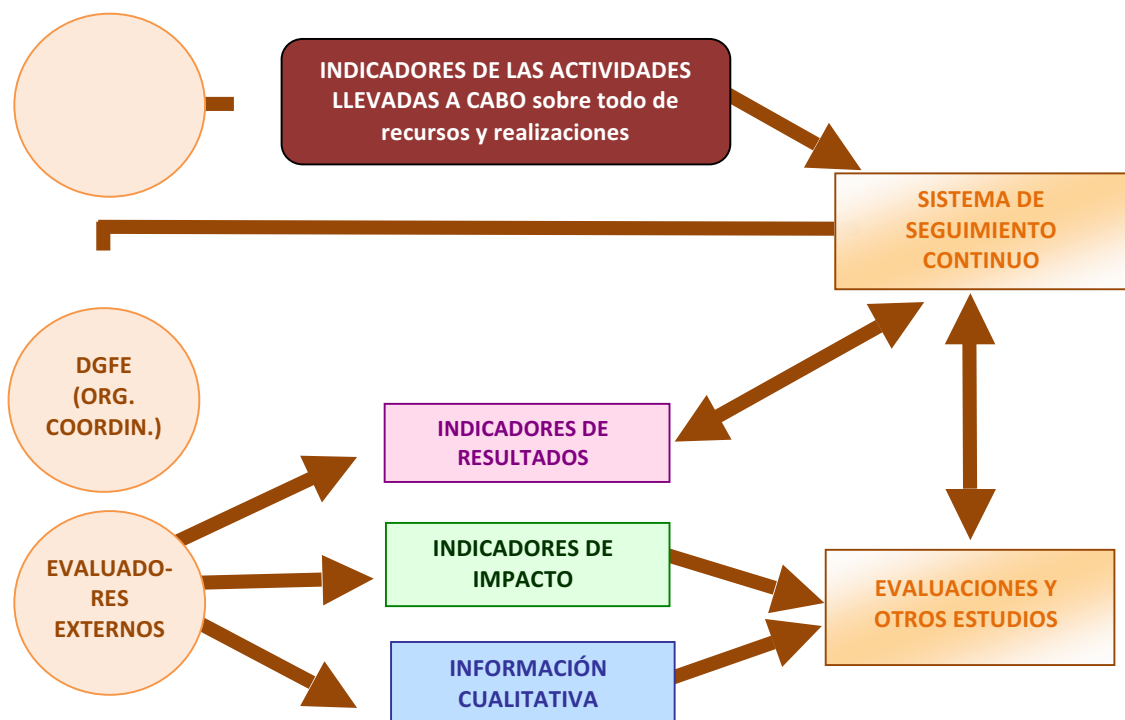 INDICADORES DE LAS ACTIVIDADES
LLEVADAS A CABO sobre todo de
recursos y realizaciones
SISTEMA DE
SEGUIMIENTO
CONTINUO
DGFE
(ORG.
COORDIN.)
INDICADORES DE
RESULTADOS
EVALUADO-
RES
EXTERNOS
INDICADORES DE
IMPACTO
EVALUACIONES Y
OTROS ESTUDIOS
INFORMACIÓN
CUALITATIVA